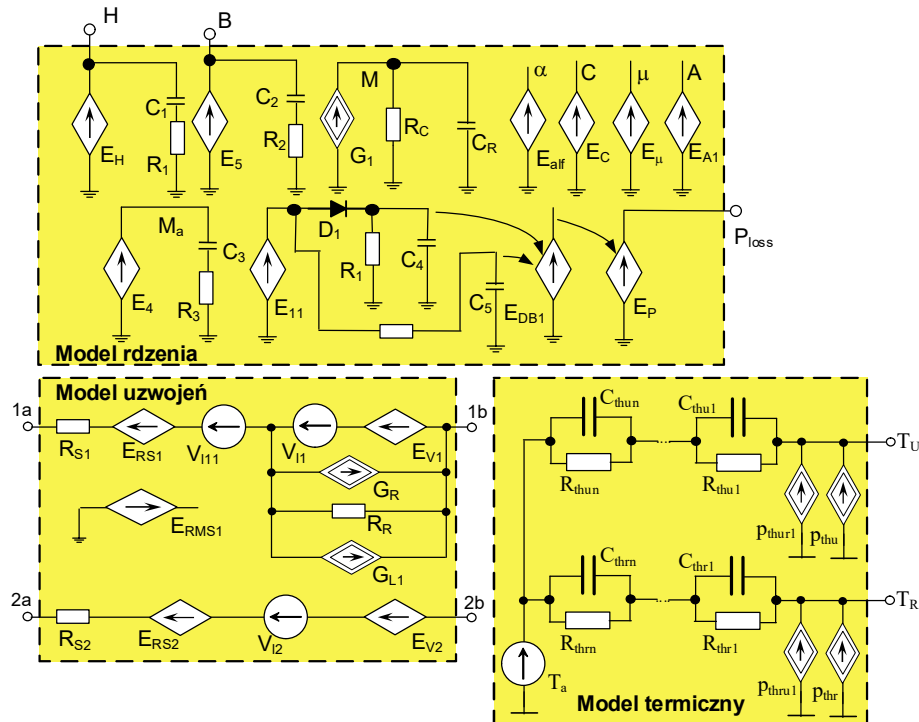 H
B
M
α
C
μ
A
C1
C2
R1
R2
RC
CR
EH
E5
G1
Ealf
EC
Eμ
EA1
Ma
D1
C3
R1
C4
Ploss
E4
R3
E11
C5
EDB1
EP
Model rdzenia
Model uzwojeń
1a
1b
RS1
ERS1
VI11
VI1
EV1
GR
ERMS1
RR
GL1
2a
2b
RS2
ERS2
VI2
EV2
Cthun
Cthu1
TU
Rthun
Rthu1
pthur1
pthu
Cthrn
Cthr1
TR
Rthrn
Rthr1
Ta
pthru1
pthr
Model termiczny